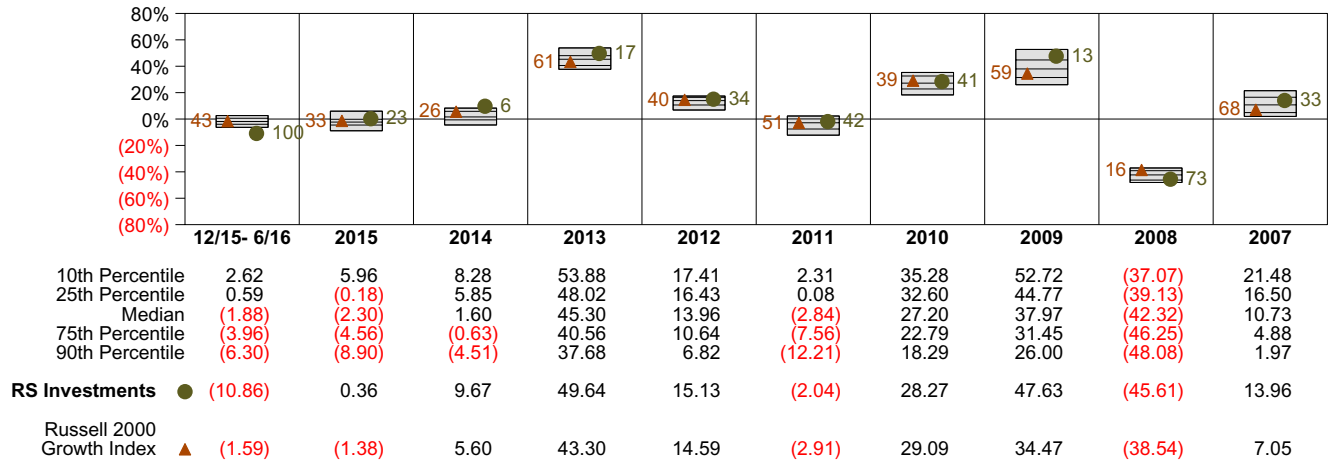 80%
60%
40%
20%
0%
(20%)
(40%)
(60%)
(80%)
43 100 33 23 26 6 61 17 40 34 51 42 39 41 59 13 16 73 68 33
12/15- 6/16 2015 2014 2013 2012 2011 2010 2009 2008 2007
10th Percentile 2.62 5.96 8.28 53.88 17.41 2.31 35.28 52.72 (37.07) 21.48
25th Percentile 0.59 (0.18) 5.85 48.02 16.43 0.08 32.60 44.77 (39.13) 16.50
Median (1.88) (2.30) 1.60 45.30 13.96 (2.84) 27.20 37.97 (42.32) 10.73
75th Percentile (3.96) (4.56) (0.63) 40.56 10.64 (7.56) 22.79 31.45 (46.25) 4.88
90th Percentile (6.30) (8.90) (4.51) 37.68 6.82 (12.21) 18.29 26.00 (48.08) 1.97
RS Investments (10.86) 0.36 9.67 49.64 15.13 (2.04) 28.27 47.63 (45.61) 13.96
Russell 2000
Growth Index (1.59) (1.38) 5.60 43.30 14.59 (2.91) 29.09 34.47 (38.54) 7.05